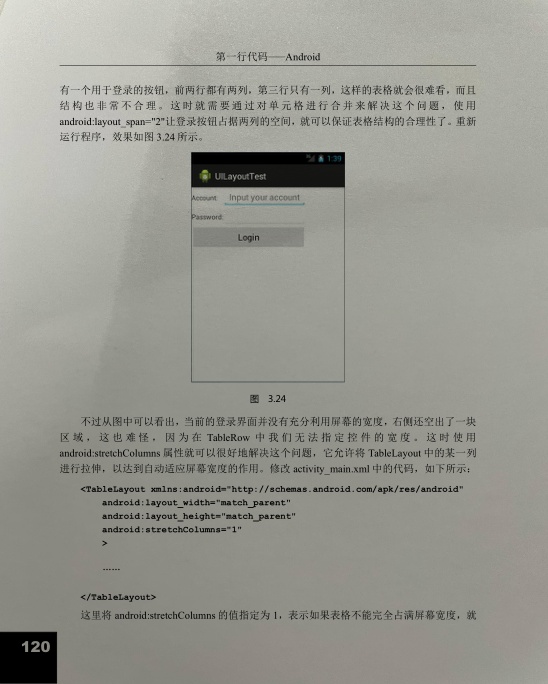 第一行代码——Android
有一个用于登录的按钮，前两行都有两列，第三行只有一列，这样的表格就会很难看，而且
结构也非常不合理。这时就需要通过对单元格进行合并来解决这个问题，使用
android:layout_span="2"让登录按钮占据两列的空间，就可以保证表格结构的合理性了。重新
运行程序，效果如图 3.24 所示。
1:39
UILayoutTest
Account: Input your account
Password:
Login
图 3.24
不过从图中可以看出，当前的登录界面并没有充分利用屏幕的宽度，右侧还空出了一块
区域，这也难怪，因为在 TableRow 中我们无法指定控件的宽度。这时使用
android:stretchColumns 属性就可以很好地解决这个问题，它允许将 TableLayout 中的某一列
进行拉伸，以达到自动适应屏幕宽度的作用。修改 activity_main.xml 中的代码，如下所示：
<TableLayout xmlns:android="http://schemas.android.com/apk/res/android"
android:layout_width="match_parent"
android:layout_height="match_parent"
android:stretchColumns="1"
>
……
</TableLayout>
这里将 android:stretchColumns 的值指定为 1，表示如果表格不能完全占满屏幕宽度，就
120